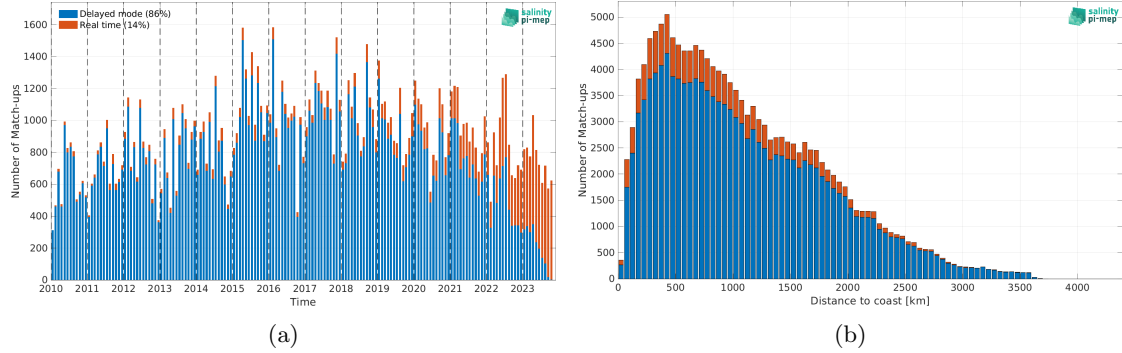 Delayed mode (86%)
Real time (14%)
salinity
pi-mep
Number of Match-ups
1600
1400
1200
1000
800
600
400
200
0
2010 2011 2012 2013 2014 2015 2016 2017 2018 2019 2020 2021 2022 2023
Time
(a)
salinity
pi-mep
Number of Match-ups
5000
4500
4000
3500
3000
2500
2000
1500
1000
500
0
0 500 1000 1500 2000 2500 3000 3500 4000
Distance to coast [km]
(b)